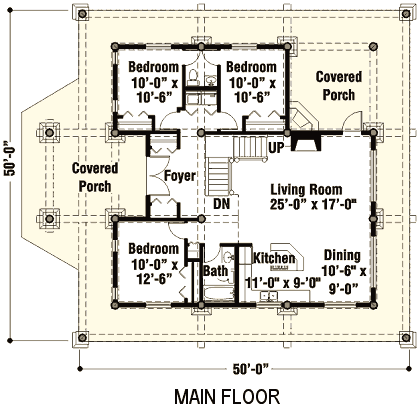 Bedroom
10'-0" x
10'-6"
Bedroom
10'-0" x
10'-6"
Covered
Porch
50'-0"
Covered
Porch
Foyer
UP
DN
Living Room
25'-0" x 17'-0"
Bedroom
10'-0" x
12'-6"
Bath
Kitchen
11'-0" x 9'-0"
Dining
10'-6" x
9'-0"
50'-0"
MAIN FLOOR